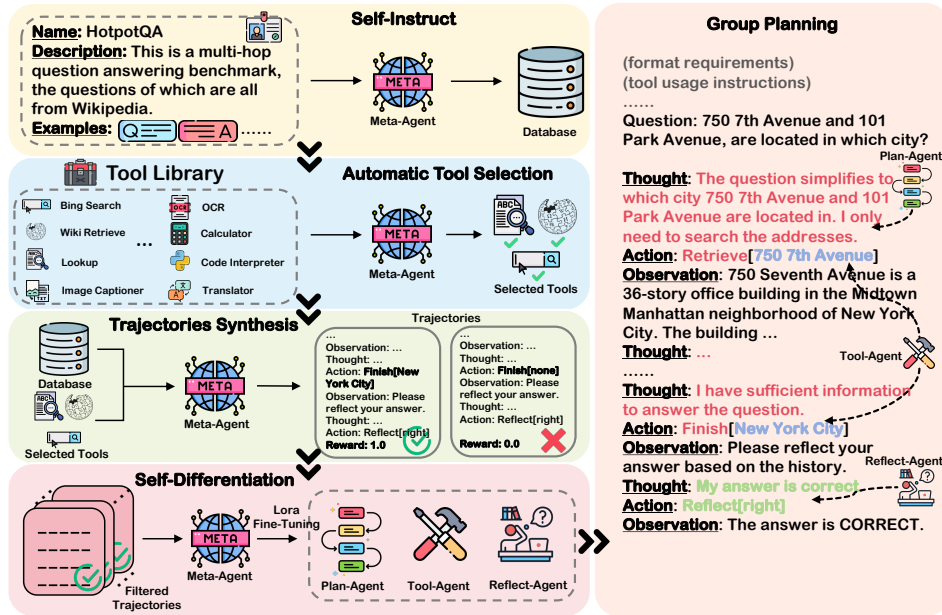 Self-Instruct
Name: HotpotQA
Description: This is a multi-hop
question answering benchmark,
the questions of which are all
from Wikipedia.
Examples: Q A ......
META
Meta-Agent
Database
Tool Library
Bing Search
OCR
OCR
Wiki Retrieve
Calculator
...
Lookup
ABC
Code Interpreter
Image Captioner
TXT
Translator
Automatic Tool Selection
META
Meta-Agent
ABC
Selected Tools
Trajectories Synthesis
Database
ABC
Selected Tools
META
Meta-Agent
Trajectories
...
Observation: ...
Thought: ...
Action: Finish[New
York City]
Observation: Please
reflect your answer.
Thought: ...
Action: Reflect[right]
Reward: 1.0
...
Observation: ...
Thought: ...
Action: Finish[none]
Observation: Please
reflect your answer.
Thought: ...
Action: Reflect[right]
Reward: 0.0
Self-Differentiation
Filtered
Trajectories
META
Meta-Agent
Lora
Fine-Tuning
Plan-Agent
Tool-Agent
?
Reflect-Agent
Group Planning
(format requirements)
(tool usage instructions)
......
Question: 750 7th Avenue and 101
Park Avenue, are located in which city?
Plan-Agent
Thought: The question simplifies to
which city 750 7th Avenue and 101
Park Avenue are located in. I only
need to search the addresses.
Action: Retrieve[750 7th Avenue]
Observation: 750 Seventh Avenue is a
36-story office building in the Midtown
Manhattan neighborhood of New York
City. The building ...
Thought: ...
Tool-Agent
......
Thought: I have sufficient information
to answer the question.
Action: Finish[New York City]
Observation: Please reflect your
answer based on the history.
Reflect-Agent
?
Thought: My answer is correct
Action: Reflect[right]
Observation: The answer is CORRECT.